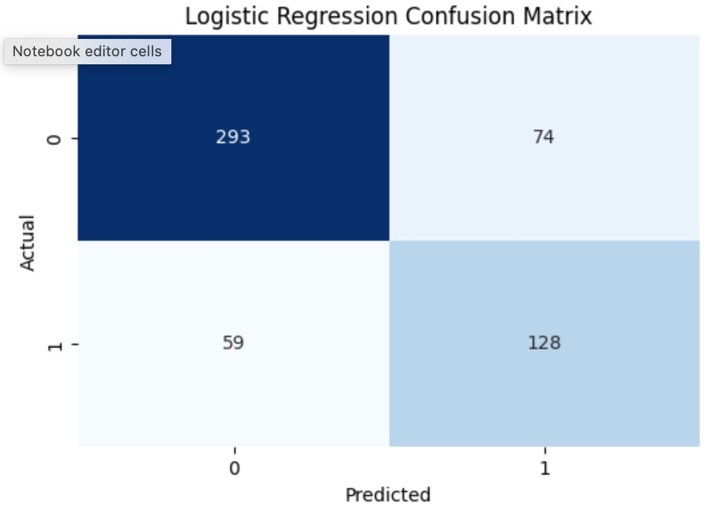 Logistic Regression Confusion Matrix
Notebook editor cells
0
293
74
Actual
1
59
128
0
1
Predicted